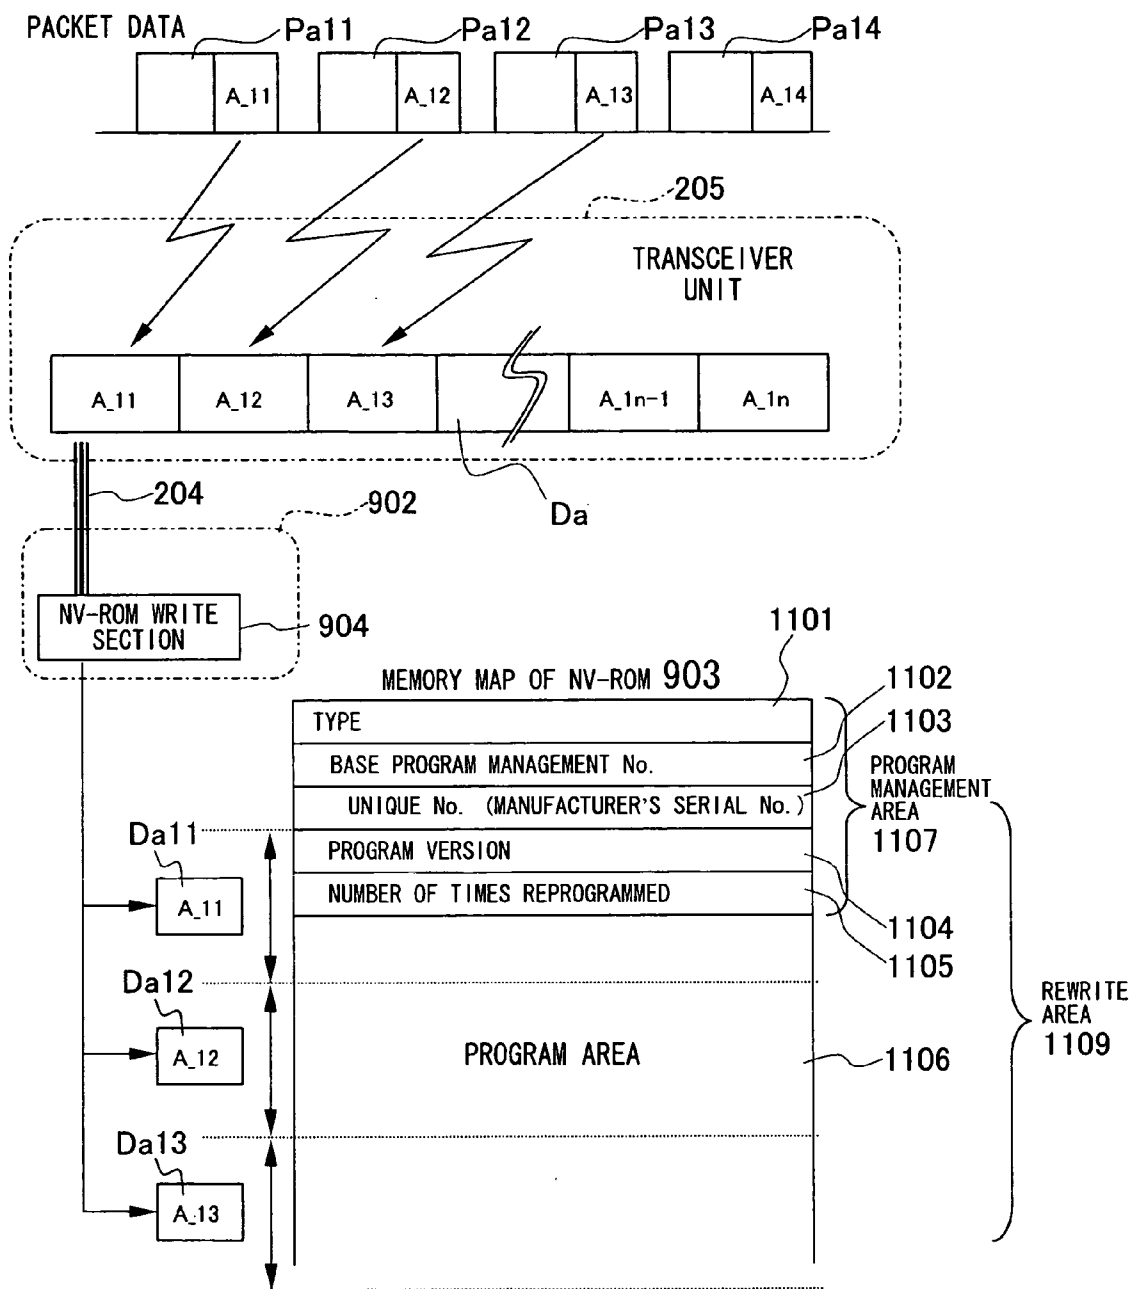 PACKET DATA
Pa11
Pa12
Pa13
Pa14
A_11
A_12
A_13
A_14
205
TRANSCEIVER
UNIT
A_11
A_12
A_13
A_1n-1
A_1n
204
902
Da
NV-ROM WRITE
SECTION
904
1101
MEMORY MAP OF NV-ROM 903
1102
1103
TYPE
BASE PROGRAM MANAGEMENT No.
UNIQUE No. (MANUFACTURER'S SERIAL No.)
PROGRAM
MANAGEMENT
AREA
1107
Da11
PROGRAM VERSION
A_11
NUMBER OF TIMES REPROGRAMMED
1104
1105
Da12
A_12
PROGRAM AREA
1106
REWRITE
AREA
1109
Da13
A_13